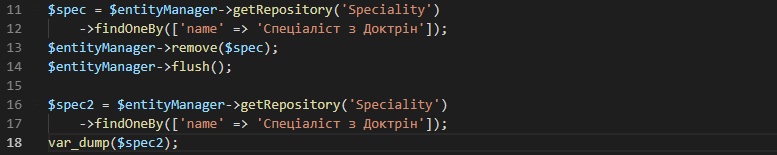 11 $spec = $entityManager->getRepository('Speciality')
12     ->findOneBy(['name' => 'Спеціаліст з Доктрін']);
13 $entityManager->remove($spec);
14 $entityManager->flush();
15
16 $spec2 = $entityManager->getRepository('Speciality')
17     ->findOneBy(['name' => 'Спеціаліст з Доктрін']);
18 var_dump($spec2);